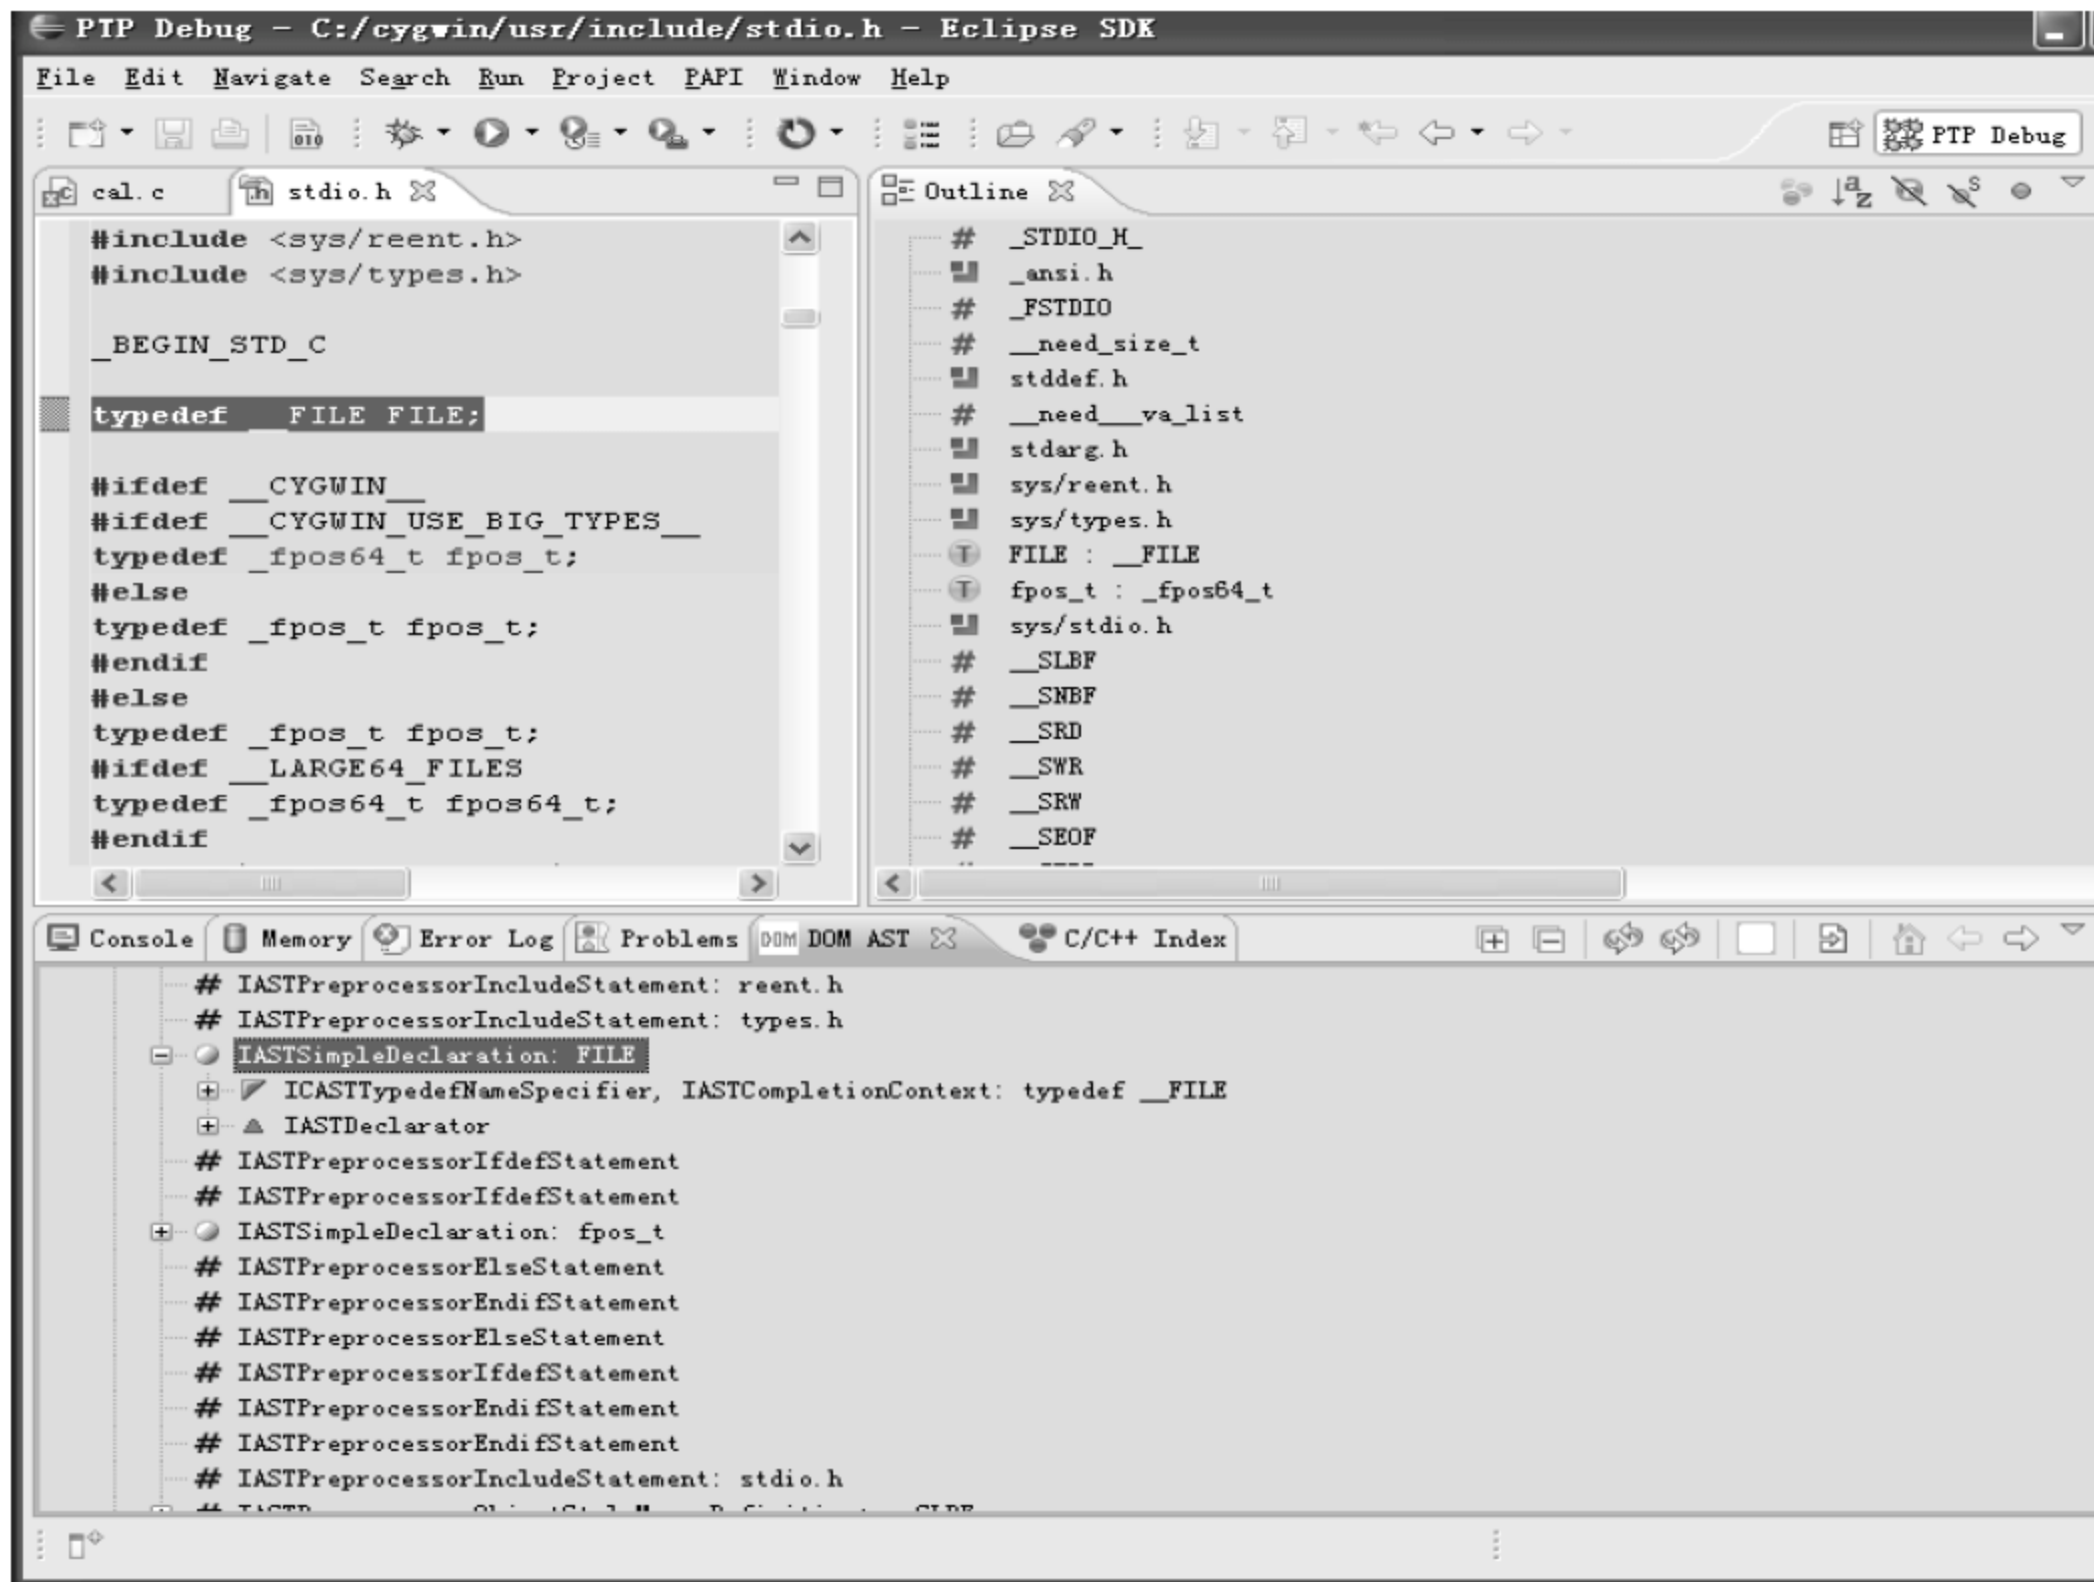 PTP Debug - C:/cygwin/usr/include/stdio.h - Eclipse SDK
File Edit Navigate Search Run Project PAPI Window Help
010
PTP Debug
cal.c
stdio.h
#include <sys/reent.h>
#include <sys/types.h>
_BEGIN_STD_C
typedef __FILE FILE;
#ifdef __CYGWIN__
#ifdef __CYGWIN_USE_BIG_TYPES__
typedef _fpos64_t fpos_t;
#else
typedef _fpos_t fpos_t;
#endif
#else
typedef _fpos_t fpos_t;
#ifdef __LARGE64_FILES
typedef _fpos64_t fpos64_t;
#endif
Outline
# _STDIO_H_
_ansi.h
# _FSTDIO
# __need_size_t
stddef.h
# __need___va_list
stdarg.h
sys/reent.h
sys/types.h
T FILE : __FILE
T fpos_t : _fpos64_t
sys/stdio.h
# __SLBF
# __SNBF
# __SRD
# __SWR
# __SRW
# __SEOF
Console Memory Error Log Problems DOM DOM AST C/C++ Index
# IASTPreprocessorIncludeStatement: reent.h
# IASTPreprocessorIncludeStatement: types.h
IASTSimpleDeclaration: FILE
ICASTTypedefNameSpecifier, IASTCompletionContext: typedef __FILE
IASTDeclarator
# IASTPreprocessorIfdefStatement
# IASTPreprocessorIfdefStatement
IASTSimpleDeclaration: fpos_t
# IASTPreprocessorElseStatement
# IASTPreprocessorEndifStatement
# IASTPreprocessorElseStatement
# IASTPreprocessorIfdefStatement
# IASTPreprocessorEndifStatement
# IASTPreprocessorEndifStatement
# IASTPreprocessorIncludeStatement: stdio.h